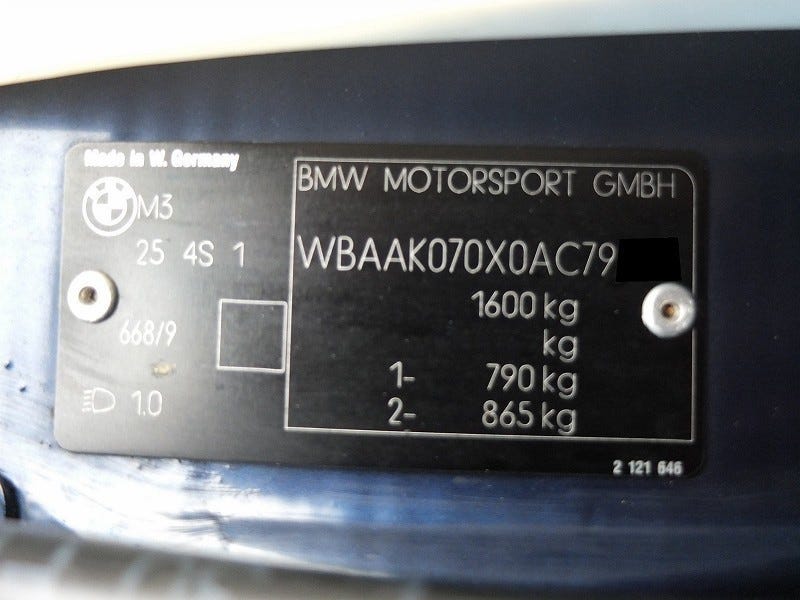 Made in W. Germany
BMW MOTORSPORT GMBH
M3
25 4S 1
WBAAK070X0AC79
1600 kg
kg
668/9
1- 790 kg
2- 865 kg
1.0
2 121 646